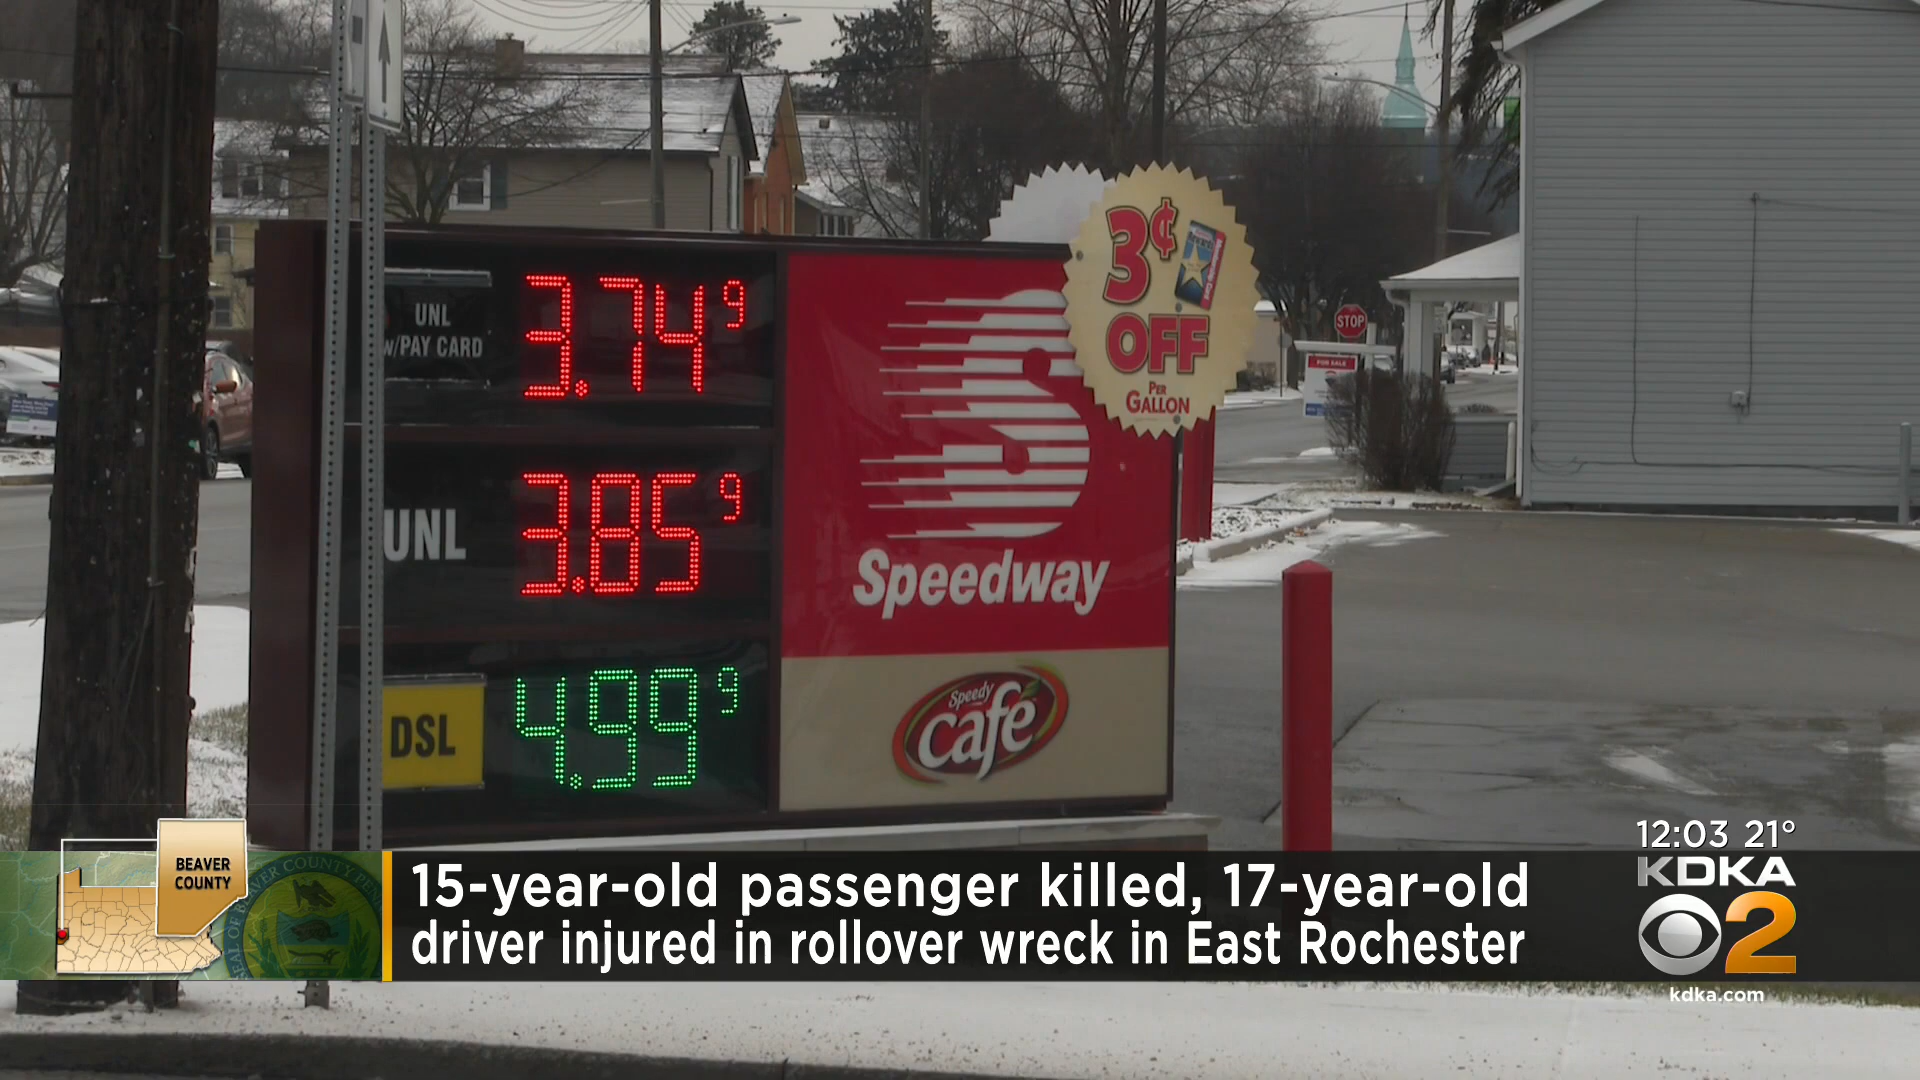 UNL
w/PAY CARD
3.74 9
UNL
3.85 9
DSL
4.99 9
3¢
OFF
PER
GALLON
Speedway
Speedy
café
STOP
FOR SALE
BEAVER
COUNTY
15-year-old passenger killed, 17-year-old
driver injured in rollover wreck in East Rochester
12:03 21°
KDKA
2
kdka.com